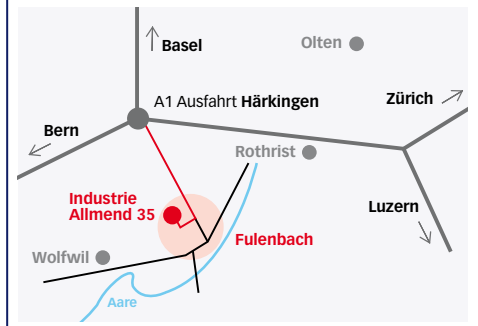 Basel
Olten
A1 Ausfahrt Härkingen
Zürich
Bern
Rothrist
Industrie
Allmend 35
Luzern
Fulenbach
Wolfwil
Aare